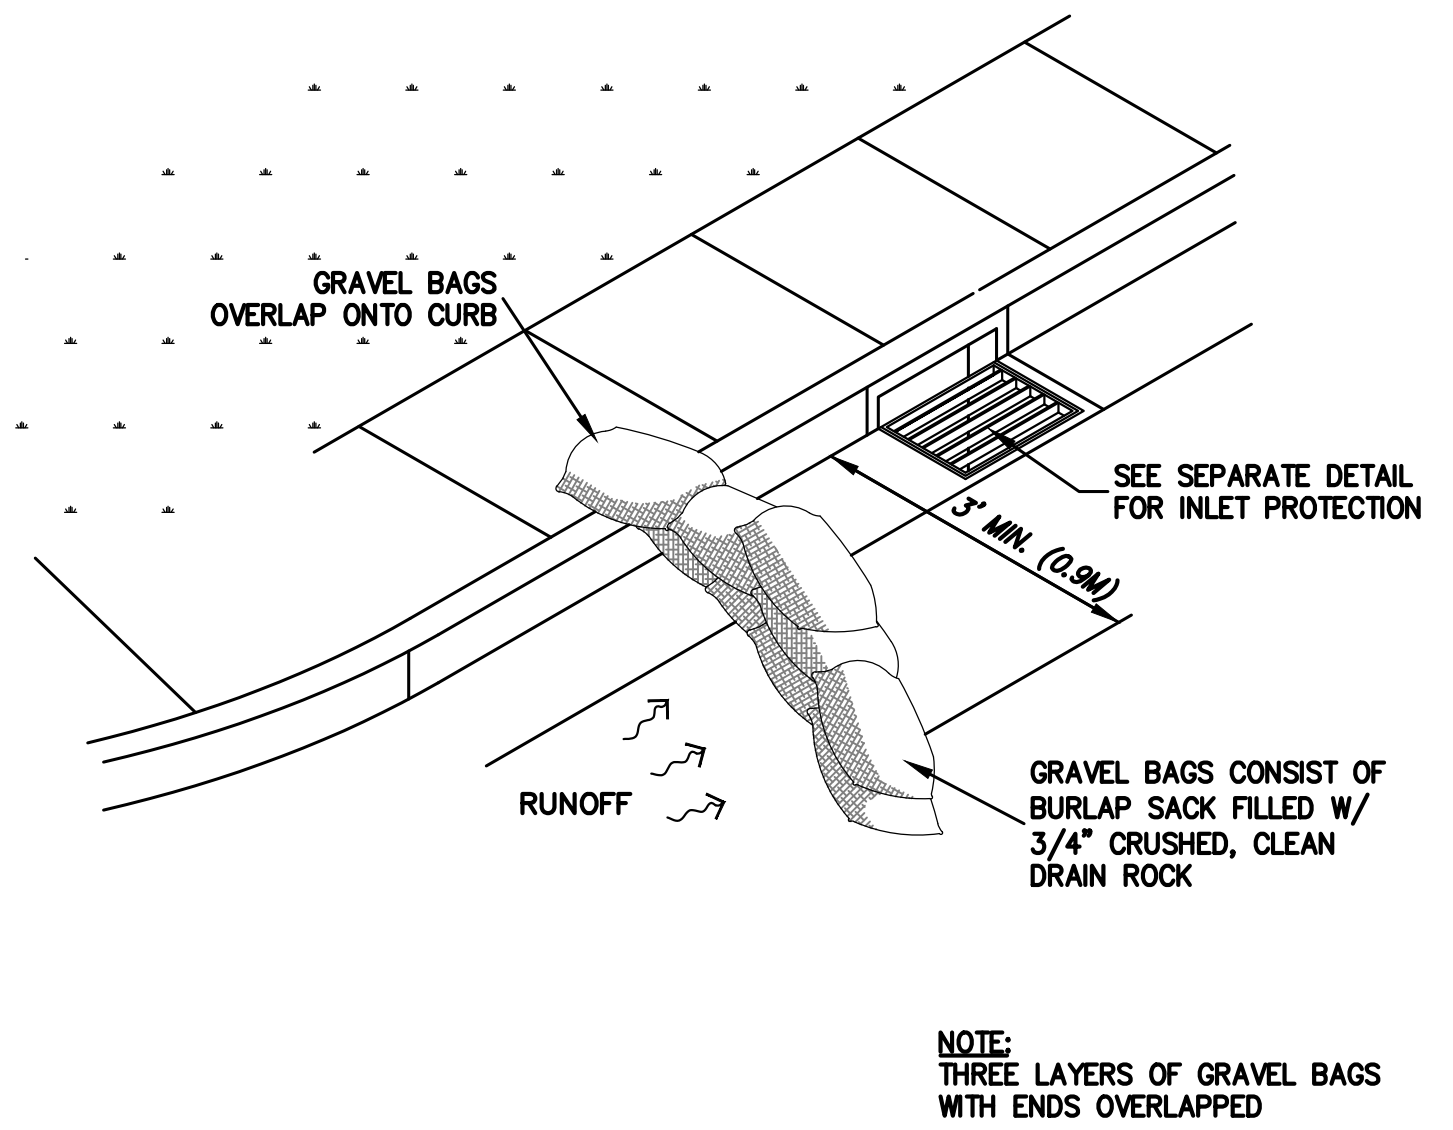 GRAVEL BAGS
OVERLAP ONTO CURB
SEE SEPARATE DETAIL
FOR INLET PROTECTION
3' MIN. (0.9M)
RUNOFF
GRAVEL BAGS CONSIST OF
BURLAP SACK FILLED W/
3/4" CRUSHED, CLEAN
DRAIN ROCK
NOTE:
THREE LAYERS OF GRAVEL BAGS
WITH ENDS OVERLAPPED